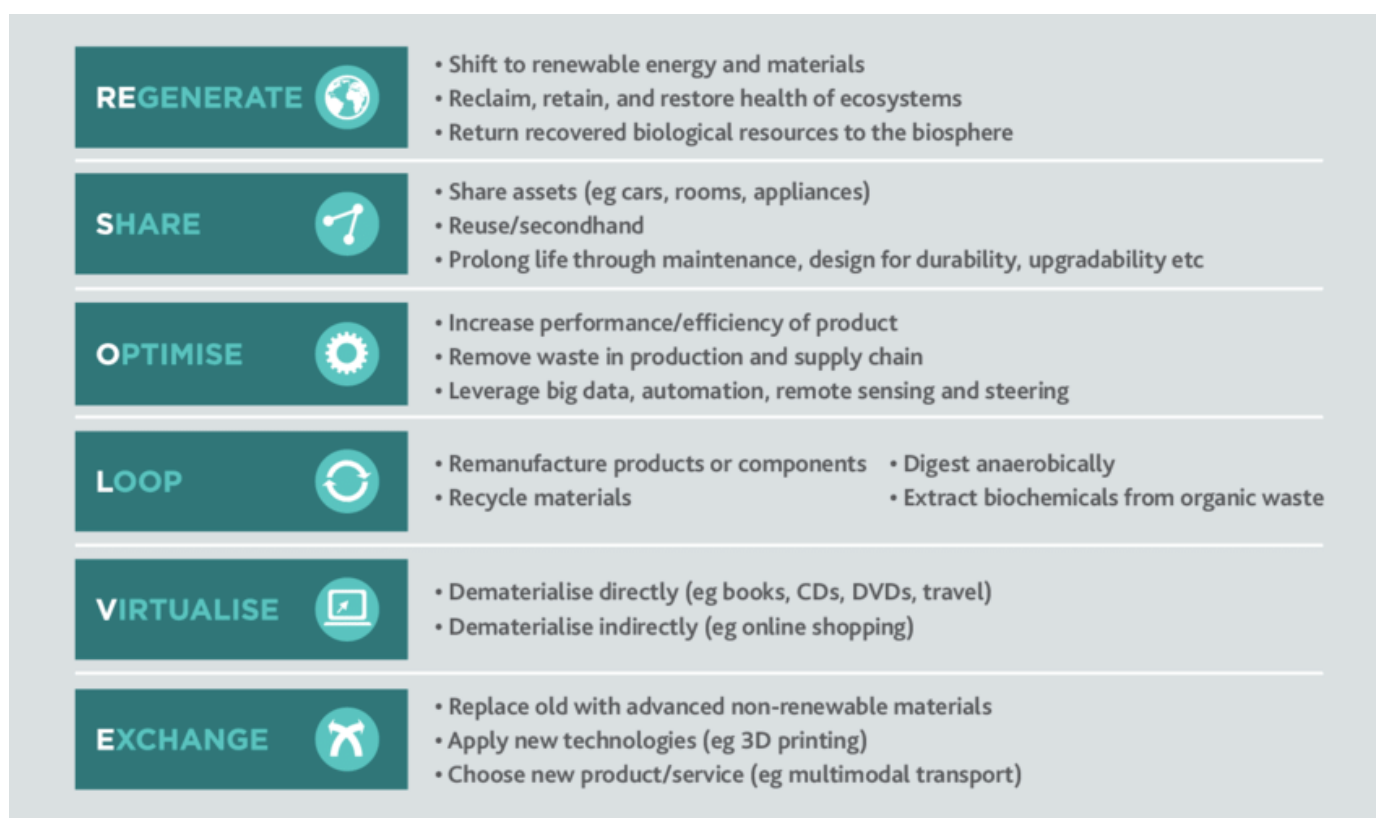 REGENERATE
• Shift to renewable energy and materials
• Reclaim, retain, and restore health of ecosystems
• Return recovered biological resources to the biosphere
SHARE
• Share assets (eg cars, rooms, appliances)
• Reuse/secondhand
• Prolong life through maintenance, design for durability, upgradability etc
OPTIMISE
• Increase performance/efficiency of product
• Remove waste in production and supply chain
• Leverage big data, automation, remote sensing and steering
LOOP
• Remanufacture products or components • Digest anaerobically
• Recycle materials • Extract biochemicals from organic waste
VIRTUALISE
• Dematerialise directly (eg books, CDs, DVDs, travel)
• Dematerialise indirectly (eg online shopping)
EXCHANGE
• Replace old with advanced non-renewable materials
• Apply new technologies (eg 3D printing)
• Choose new product/service (eg multimodal transport)